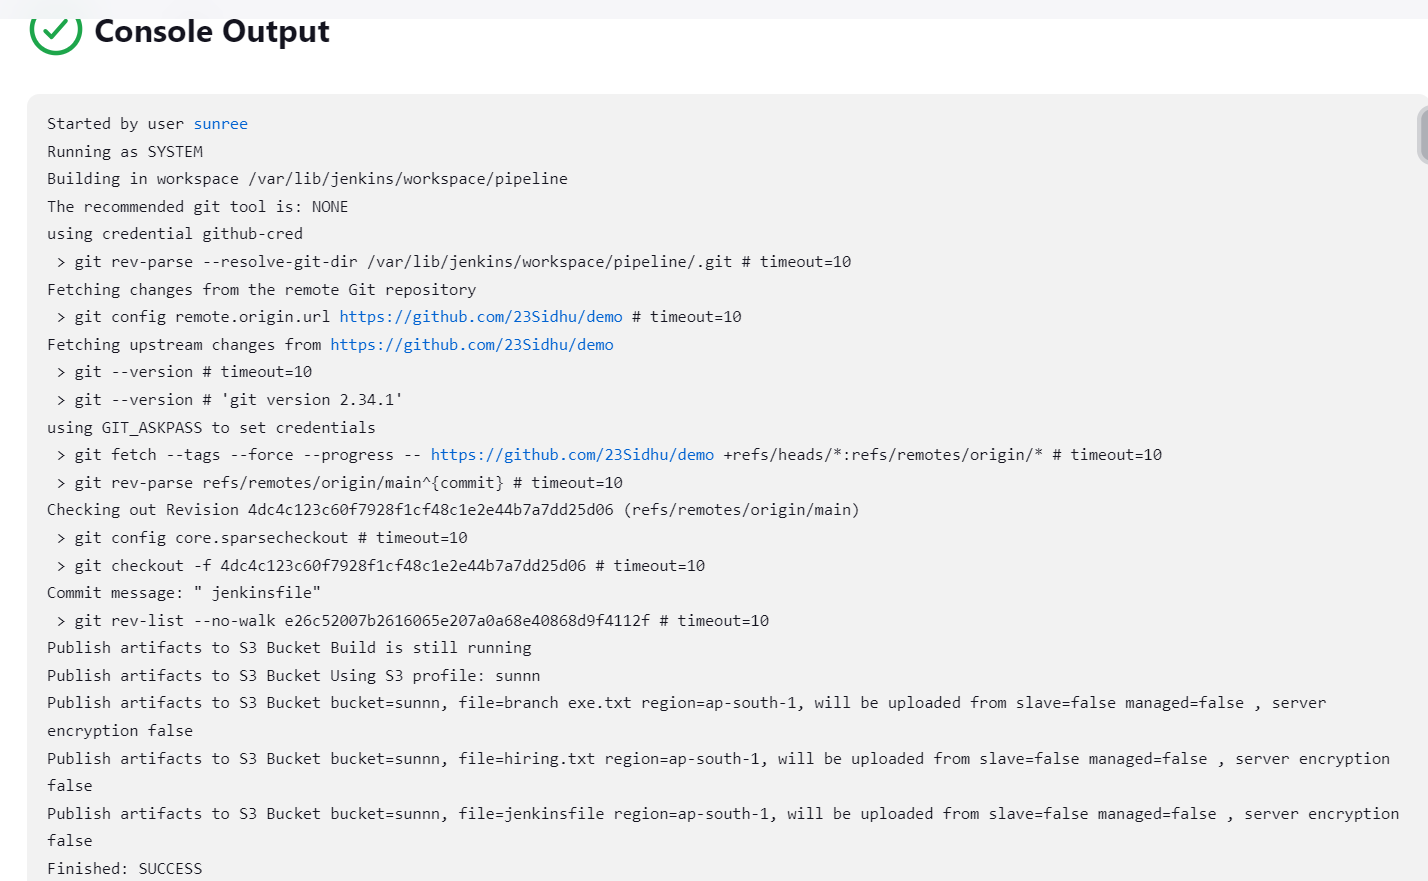 Console Output
Started by user sunree
Running as SYSTEM
Building in workspace /var/lib/jenkins/workspace/pipeline
The recommended git tool is: NONE
using credential github-cred
 > git rev-parse --resolve-git-dir /var/lib/jenkins/workspace/pipeline/.git # timeout=10
Fetching changes from the remote Git repository
 > git config remote.origin.url https://github.com/23Sidhu/demo # timeout=10
Fetching upstream changes from https://github.com/23Sidhu/demo
 > git --version # timeout=10
 > git --version # 'git version 2.34.1'
using GIT_ASKPASS to set credentials
 > git fetch --tags --force --progress -- https://github.com/23Sidhu/demo +refs/heads/*:refs/remotes/origin/* # timeout=10
 > git rev-parse refs/remotes/origin/main^{commit} # timeout=10
Checking out Revision 4dc4c123c60f7928f1cf48c1e2e44b7a7dd25d06 (refs/remotes/origin/main)
 > git config core.sparsecheckout # timeout=10
 > git checkout -f 4dc4c123c60f7928f1cf48c1e2e44b7a7dd25d06 # timeout=10
Commit message: " jenkinsfile"
 > git rev-list --no-walk e26c52007b2616065e207a0a68e40868d9f4112f # timeout=10
Publish artifacts to S3 Bucket Build is still running
Publish artifacts to S3 Bucket Using S3 profile: sunnn
Publish artifacts to S3 Bucket bucket=sunnn, file=branch exe.txt region=ap-south-1, will be uploaded from slave=false managed=false , server
encryption false
Publish artifacts to S3 Bucket bucket=sunnn, file=hiring.txt region=ap-south-1, will be uploaded from slave=false managed=false , server encryption
false
Publish artifacts to S3 Bucket bucket=sunnn, file=jenkinsfile region=ap-south-1, will be uploaded from slave=false managed=false , server encryption
false
Finished: SUCCESS